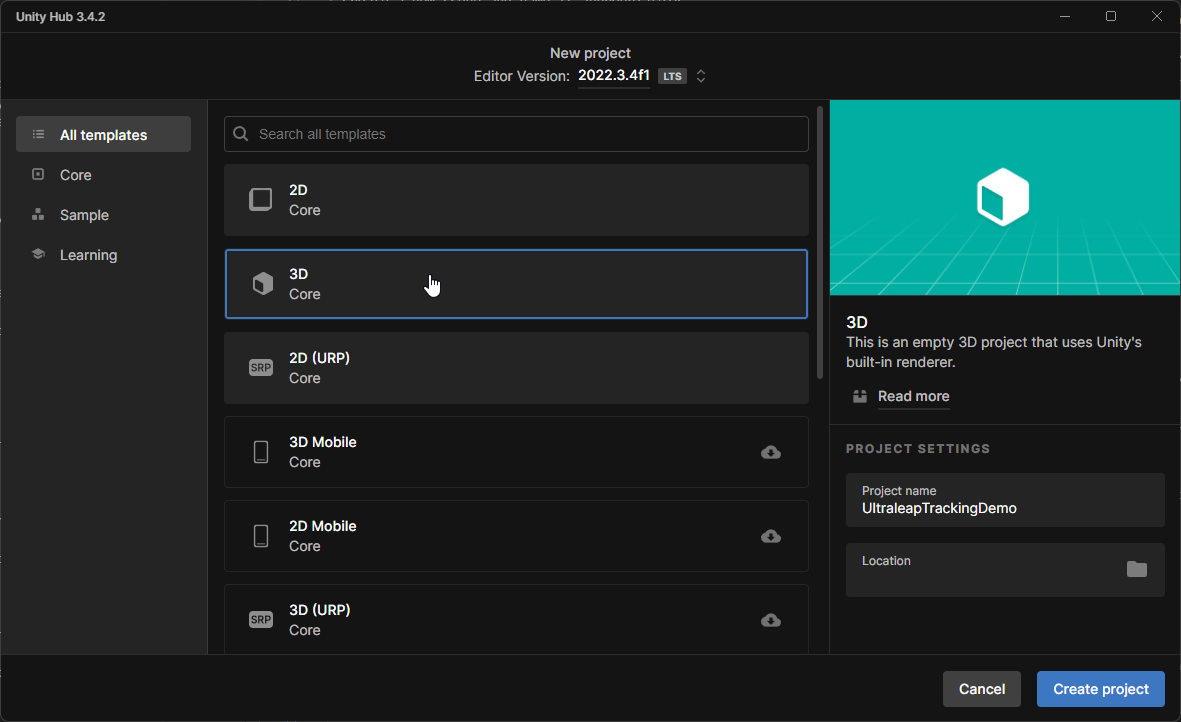 Unity Hub 3.4.2
New project
Editor Version: 2022.3.4f1 LTS
All templates
Core
Sample
Learning
Search all templates
2D
Core
3D
Core
SRP
2D (URP)
Core
3D Mobile
Core
2D Mobile
Core
SRP
3D (URP)
Core
3D
This is an empty 3D project that uses Unity's
built-in renderer.
Read more
PROJECT SETTINGS
Project name
UltraleapTrackingDemo
Location
Cancel
Create project